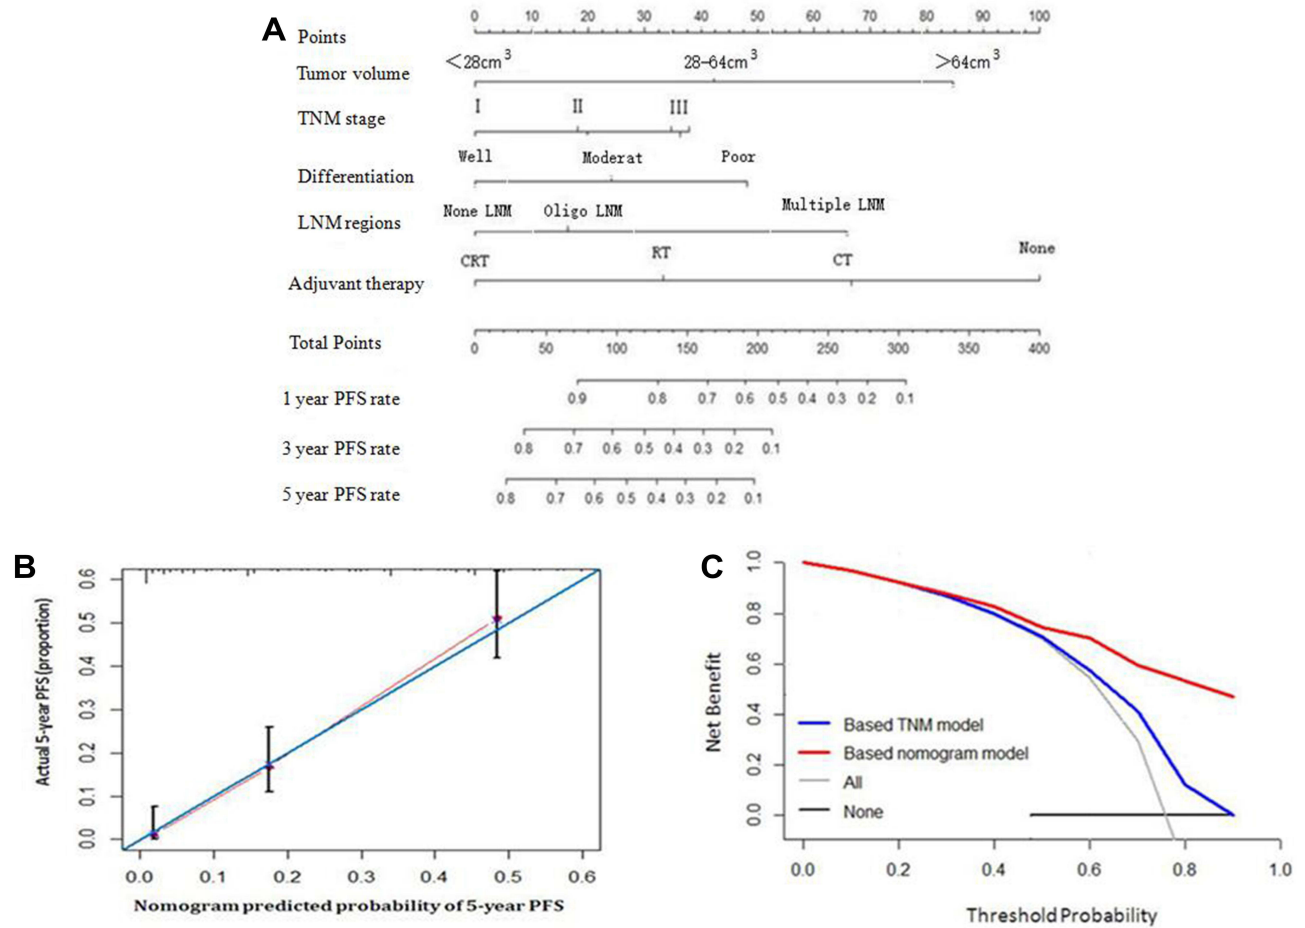 A
Points
0 10 20 30 40 50 60 70 80 90 100
Tumor volume
<28cm3 28-64cm3 >64cm3
TNM stage
I II III
Differentiation
Well Moderat Poor
LNM regions
None LNM Oligo LNM Multiple LNM
Adjuvant therapy
CRT RT CT None
Total Points
0 50 100 150 200 250 300 350 400
1 year PFS rate
0.9 0.8 0.7 0.6 0.5 0.4 0.3 0.2 0.1
3 year PFS rate
0.8 0.7 0.6 0.5 0.4 0.3 0.2 0.1
5 year PFS rate
0.8 0.7 0.6 0.5 0.4 0.3 0.2 0.1
B
Actual 5-year PFS (proportion)
0.6
0.5
0.4
0.3
0.2
0.1
0.0
0.0 0.1 0.2 0.3 0.4 0.5 0.6
Nomogram predicted probability of 5-year PFS
C
Net Benefit
1.0
0.8
0.6
0.4
0.2
0.0
Based TNM model
Based nomogram model
All
None
0.0 0.2 0.4 0.6 0.8 1.0
Threshold Probability